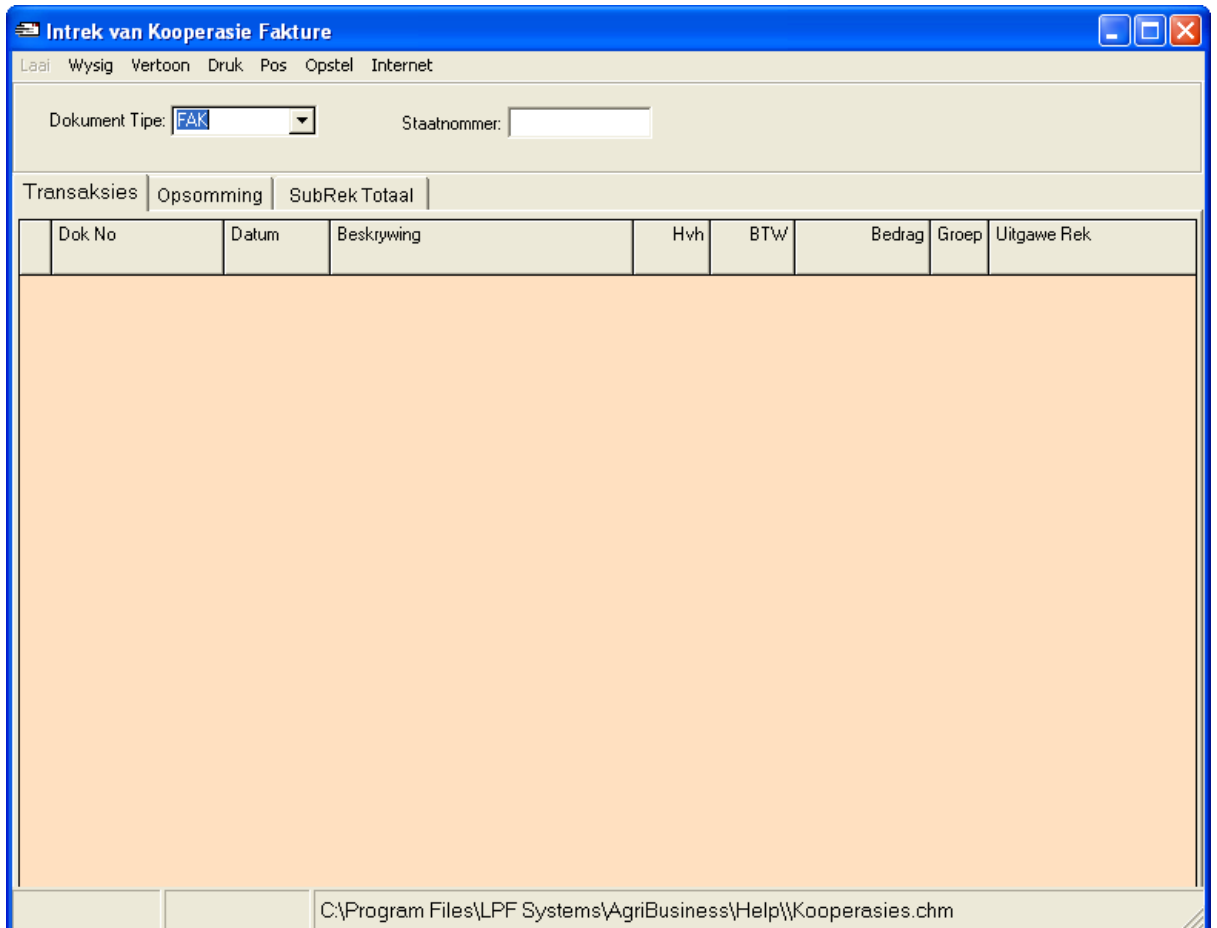 Intrek van Kooperasie Fakture
Laai Wysig Vertoon Druk Pos Opstel Internet
Dokument Tipe: FAK Staatnommer:
Transaksies Opsomming SubRek Totaal
Dok No Datum Beskrywing Hvh BTW Bedrag Groep Uitgawe Rek
C:\Program Files\LPF Systems\AgriBusiness\Help\\Kooperasies.chm